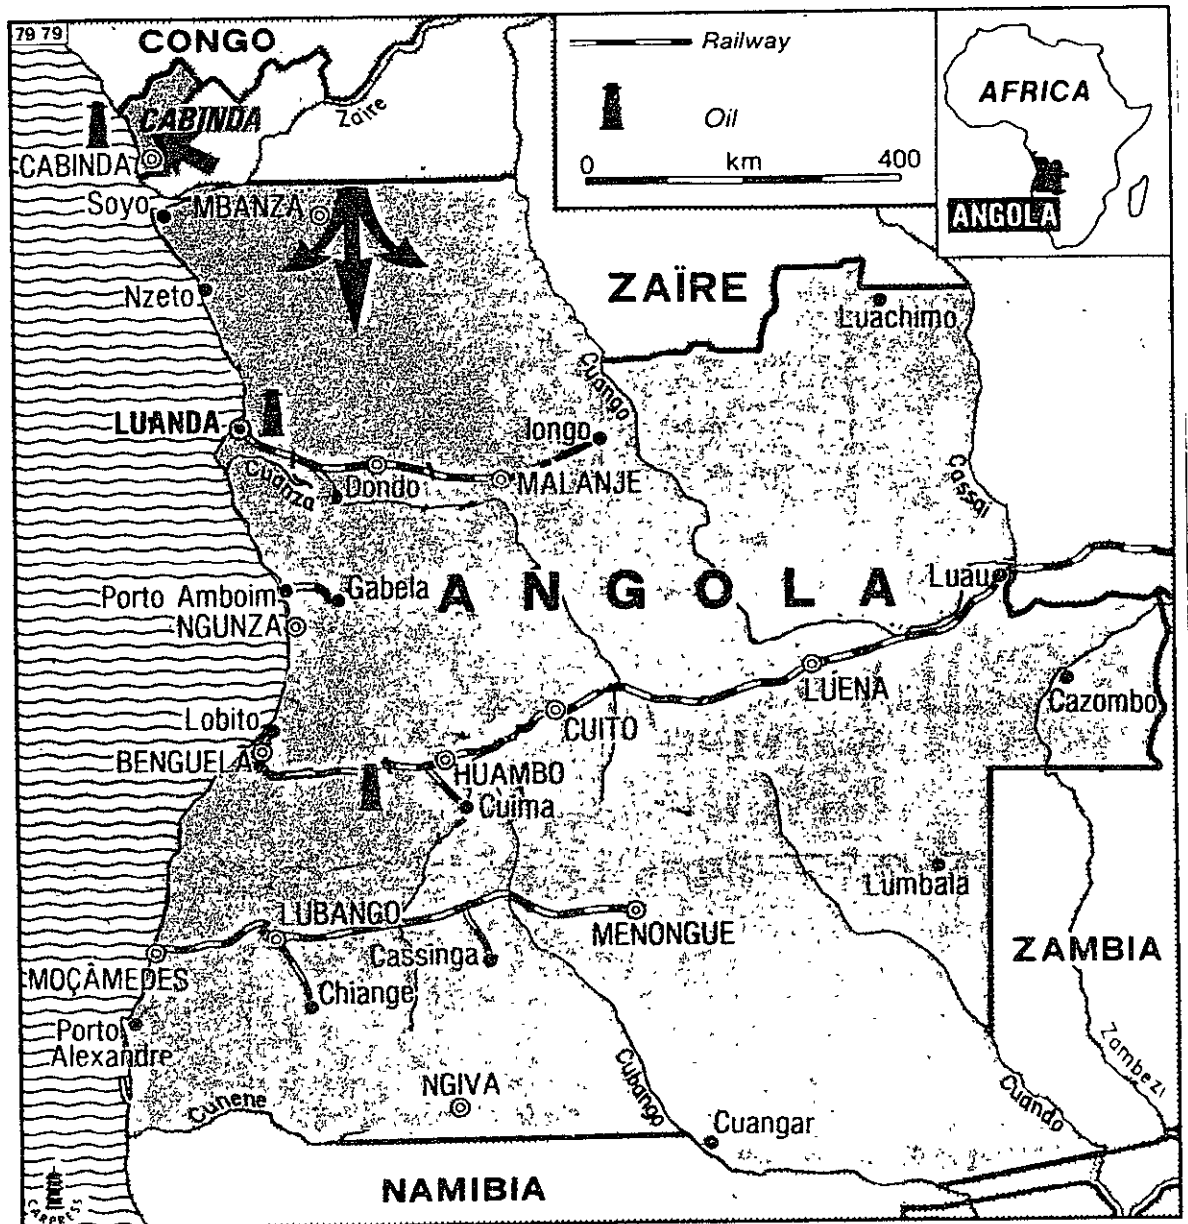 79 79
CONGO
Railway
AFRICA
CABINDA
Zaire
Oil
CABINDA
0 km 400
Soyo
MBANZA
ANGOLA
ZAÏRE
Nzeto
Luachimo
Cuango
LUANDA
longo
Cuanza
Dondo
MALANJE
Cassai
Porto Amboim
Gabela
ANGOLA
Luau
NGUNZA
LUENA
Cazombo
Lobito
CUITO
BENGUELA
HUAMBO
Cuima
Lumbala
LUBANGO
MENONGUE
Cassinga
ZAMBIA
MOÇÂMEDES
Chiange
Porto
Alexandre
Zambezi
NGIVA
Cubango
Cuando
Cunene
Cuangar
NAMIBIA